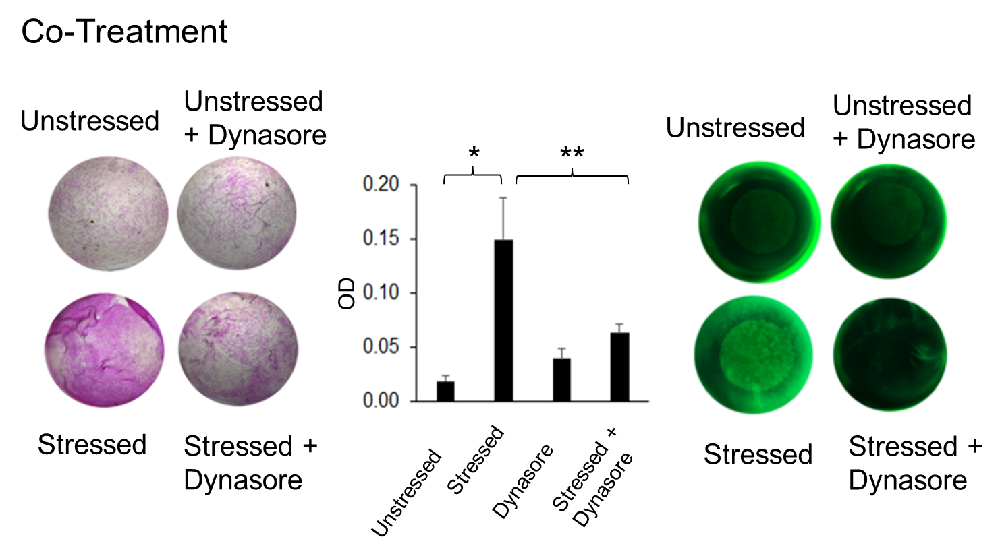 Co-Treatment
Unstressed
Unstressed
+ Dynasore
Stressed
Stressed +
Dynasore
*
**
0.20
0.15
0.10
0.05
0.00
OD
Unstressed
Stressed
Dynasore
Stressed +
Dynasore
Unstressed
Unstressed
+ Dynasore
Stressed
Stressed +
Dynasore